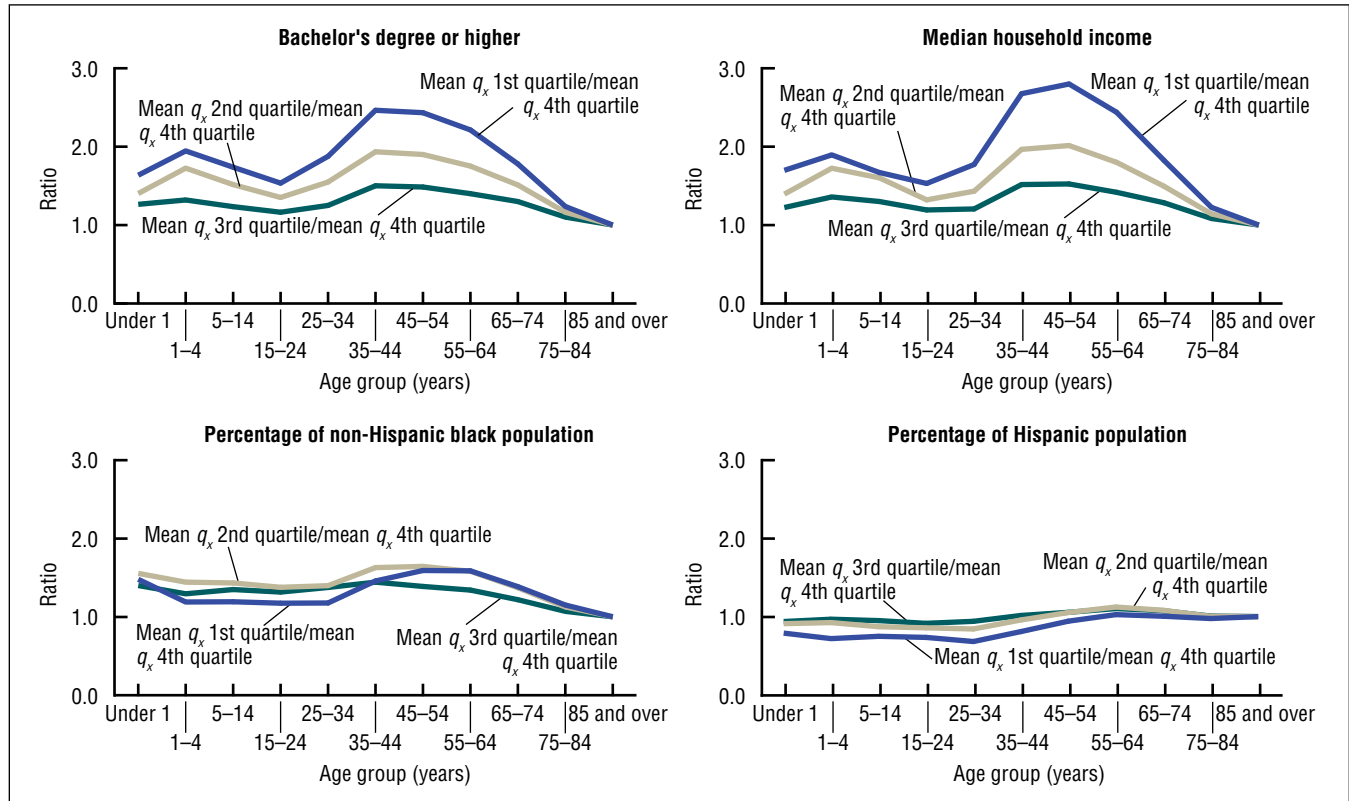 Bachelor's degree or higher
3.0
2.0
1.0
0.0
Ratio
Mean qx 2nd quartile/mean
qx 4th quartile
Mean qx 1st quartile/mean
qx 4th quartile
Mean qx 3rd quartile/mean qx 4th quartile
Under 1
1–4
5–14
15–24
25–34
35–44
45–54
55–64
65–74
75–84
85 and over
Age group (years)
Median household income
3.0
2.0
1.0
0.0
Ratio
Mean qx 2nd quartile/mean
qx 4th quartile
Mean qx 1st quartile/mean
qx 4th quartile
Mean qx 3rd quartile/mean qx 4th quartile
Under 1
1–4
5–14
15–24
25–34
35–44
45–54
55–64
65–74
75–84
85 and over
Age group (years)
Percentage of non-Hispanic black population
3.0
2.0
1.0
0.0
Ratio
Mean qx 2nd quartile/mean qx 4th quartile
Mean qx 1st quartile/mean
qx 4th quartile
Mean qx 3rd quartile/mean
qx 4th quartile
Under 1
1–4
5–14
15–24
25–34
35–44
45–54
55–64
65–74
75–84
85 and over
Age group (years)
Percentage of Hispanic population
3.0
2.0
1.0
0.0
Ratio
Mean qx 3rd quartile/mean
qx 4th quartile
Mean qx 2nd quartile/mean
qx 4th quartile
Mean qx 1st quartile/mean qx 4th quartile
Under 1
1–4
5–14
15–24
25–34
35–44
45–54
55–64
65–74
75–84
85 and over
Age group (years)